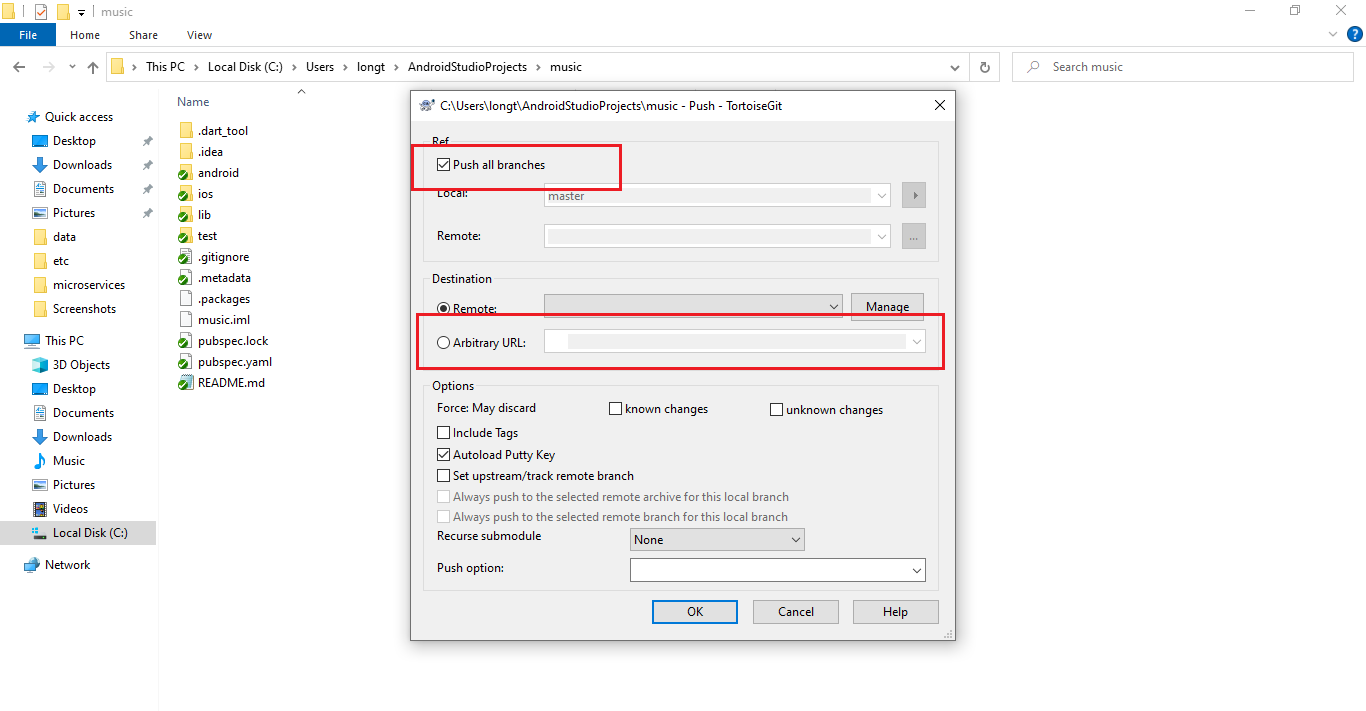 music
File Home Share View
This PC Local Disk (C:) Users longt AndroidStudioProjects music
Search music
Quick access
Desktop
Downloads
Documents
Pictures
data
etc
microservices
Screenshots
This PC
3D Objects
Desktop
Documents
Downloads
Music
Pictures
Videos
Local Disk (C:)
Network
Name
.dart_tool
.idea
android
ios
lib
test
.gitignore
.metadata
.packages
music.iml
pubspec.lock
pubspec.yaml
README.md
C:\Users\longt\AndroidStudioProjects\music - Push - TortoiseGit
Ref
Push all branches
Local: master
Remote: ...
Destination
Remote: Manage
Arbitrary URL:
Options
Force: May discard known changes unknown changes
Include Tags
Autoload Putty Key
Set upstream/track remote branch
Always push to the selected remote archive for this local branch
Always push to the selected remote branch for this local branch
Recurse submodule None
Push option:
OK Cancel Help